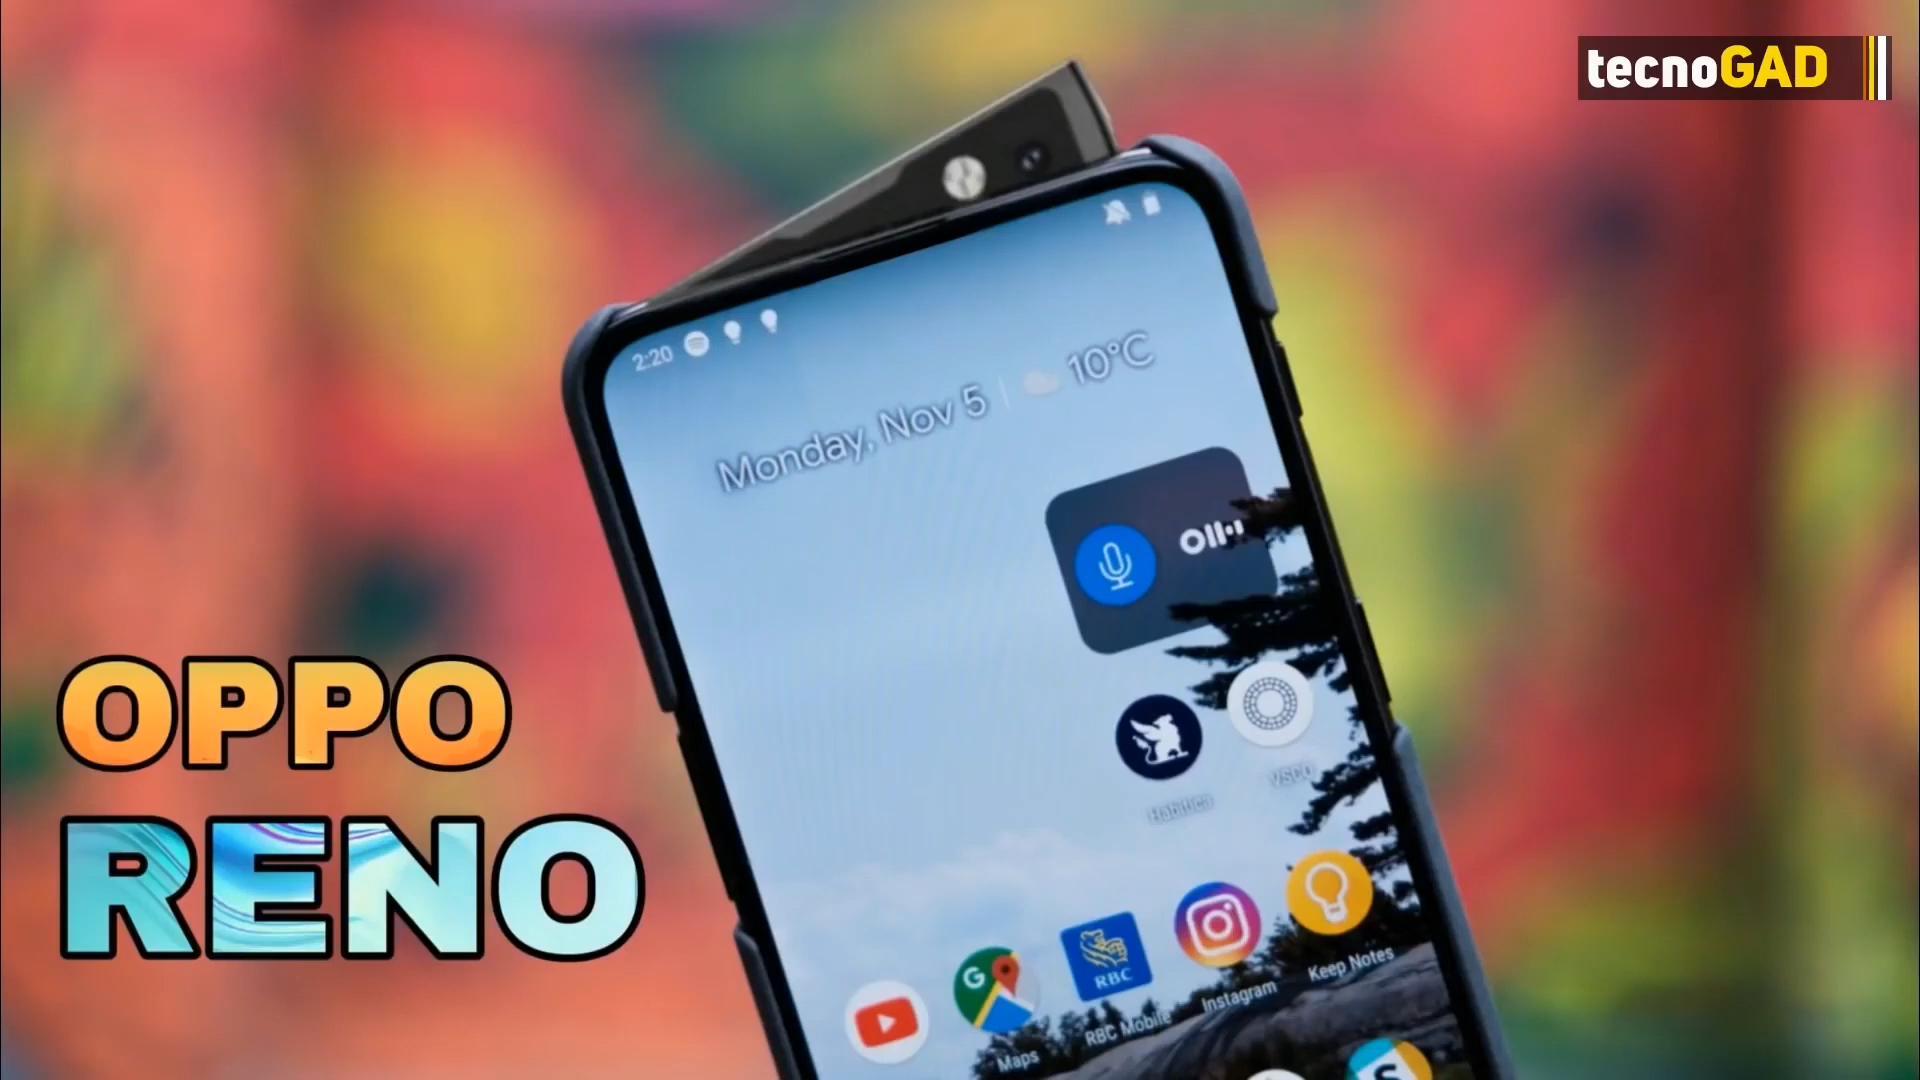 tecnoGAD
2:20
Monday, Nov 5 | 10°C
Habitica
VSCO
OPPO
RENO
G
RBC
Maps
RBC Mobile
Instagram
Keep Notes
S